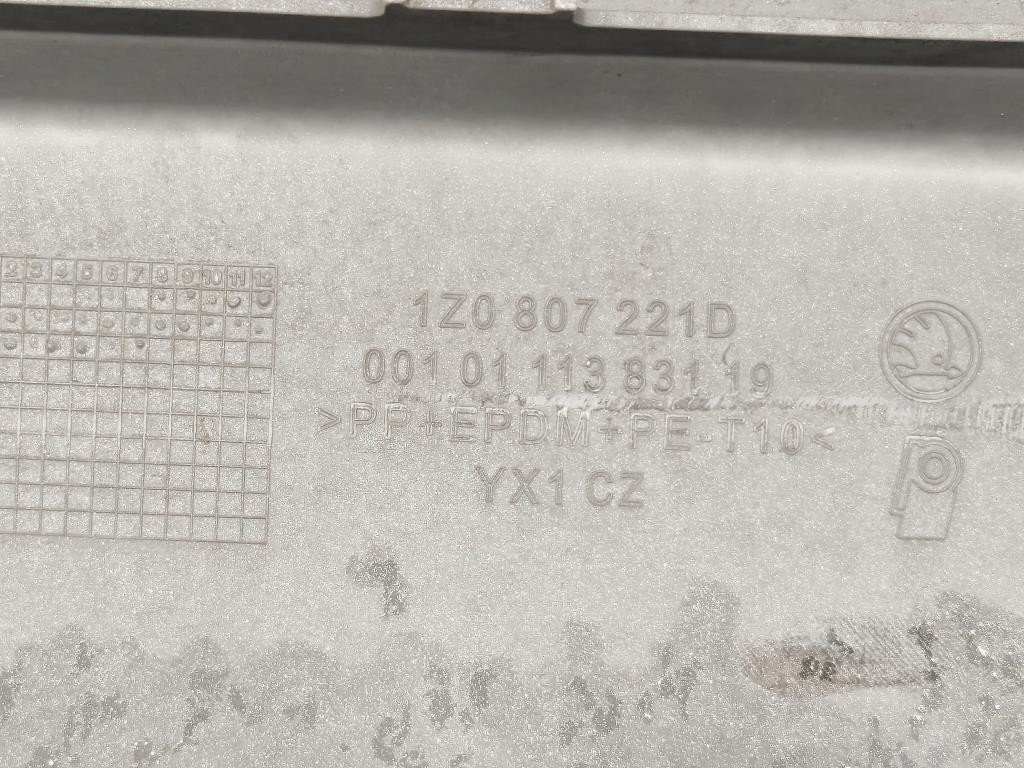 2 3 4 5 6 7 8 9 10 11 12
1Z0 807 221D
001 01 113 831 19
>PP+EPDM+PE-T10<
YX1 CZ